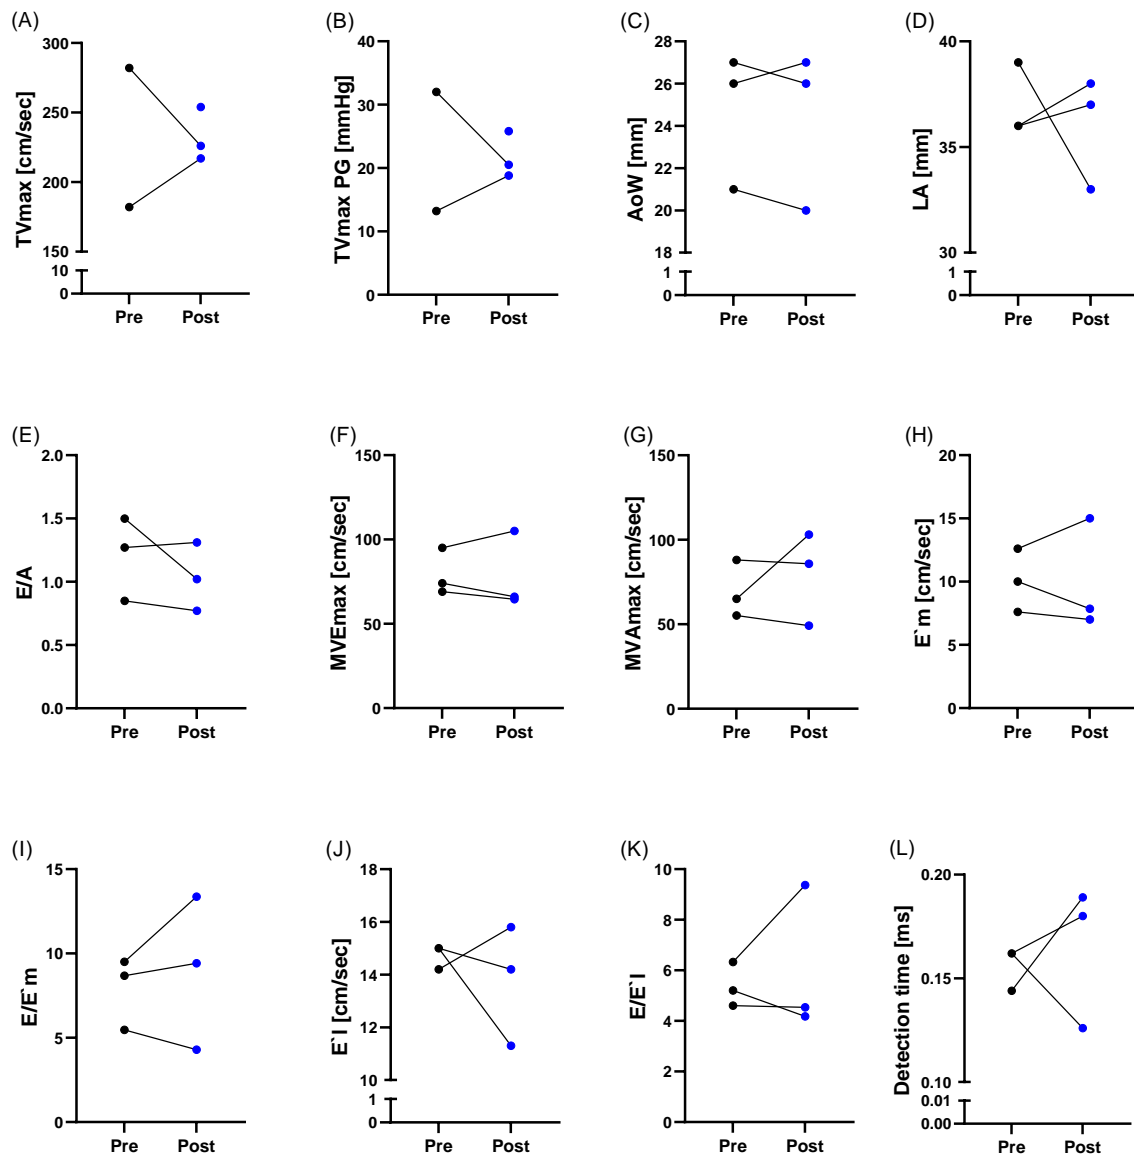 (A)
TVmax [cm/sec]
300
250
200
150
10
0
Pre Post
(B)
TVmax PG [mmHg]
40
30
20
10
0
Pre Post
(C)
AoW [mm]
28
26
24
22
20
18
1
0
Pre Post
(D)
LA [mm]
40
35
30
1
0
Pre Post
(E)
E/A
2.0
1.5
1.0
0.5
0.0
Pre Post
(F)
MVEmax [cm/sec]
150
100
50
0
Pre Post
(G)
MVAmax [cm/sec]
150
100
50
0
Pre Post
(H)
E`m [cm/sec]
20
15
10
5
0
Pre Post
(I)
E/E`m
15
10
5
0
Pre Post
(J)
E`l [cm/sec]
18
16
14
12
10
1
0
Pre Post
(K)
E/E`l
10
8
6
4
2
0
Pre Post
(L)
Detection time [ms]
0.20
0.15
0.10
0.01
0.00
Pre Post